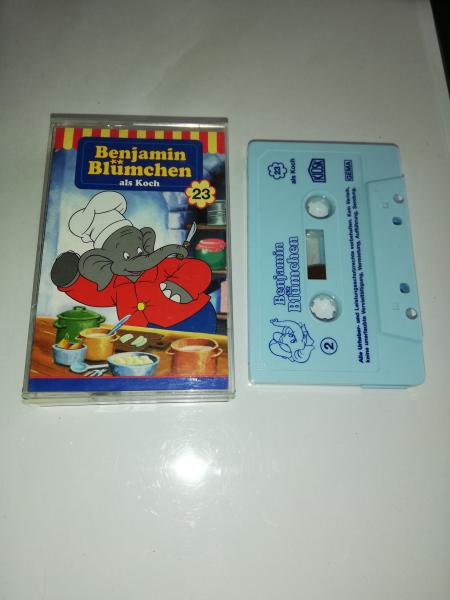 Benjamin
Blümchen
als Koch
23
23
als Koch
KIOSK
GEMA
Benjamin
Blümchen
2
Alle Urheber- und Leistungsschutzrechte vorbehalten. Kein Verleih,
keine unerlaubte Vervielfältigung, Vermietung, Aufführung, Sendung.